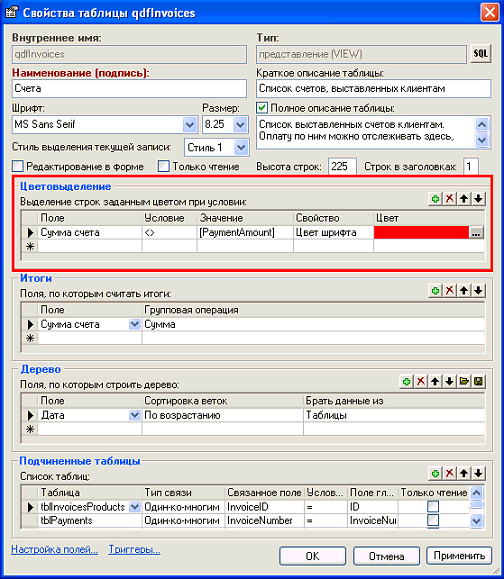 Свойства таблицы qdfInvoices
Внутреннее имя: Тип:
qdfInvoices представление (VIEW) SQL
Наименование (подпись): Краткое описание таблицы:
Счета Список счетов, выставленных клиентам
Шрифт: Размер: Полное описание таблицы:
MS Sans Serif 8.25 Список выставленных счетов клиентам.
Оплату по ним можно отслеживать здесь,
Стиль выделения текущей записи: Стиль 1
Редактирование в форме Только чтение Высота строк: 225 Строк в заголовках: 1
Цветовыделение
Выделение строк заданным цветом при условии:
Поле Условие Значение Свойство Цвет
Сумма счета <> [PaymentAmount] Цвет шрифта ...
Итоги
Поля, по которым считать итоги:
Поле Групповая операция
Сумма счета Сумма
Дерево
Поля, по которым строить дерево:
Поле Сортировка веток Брать данные из
Дата По возрастанию Таблицы
Подчиненные таблицы
Список таблиц:
Таблица Тип связи Связанное поле Услов... Поле гл... Только чтение
tblInvoicesProducts Один-ко-многим InvoiceID = ID
tblPayments Один-ко-многим InvoiceNumber = InvoiceNu
Настройка полей... Триггеры... ОК Отмена Применить